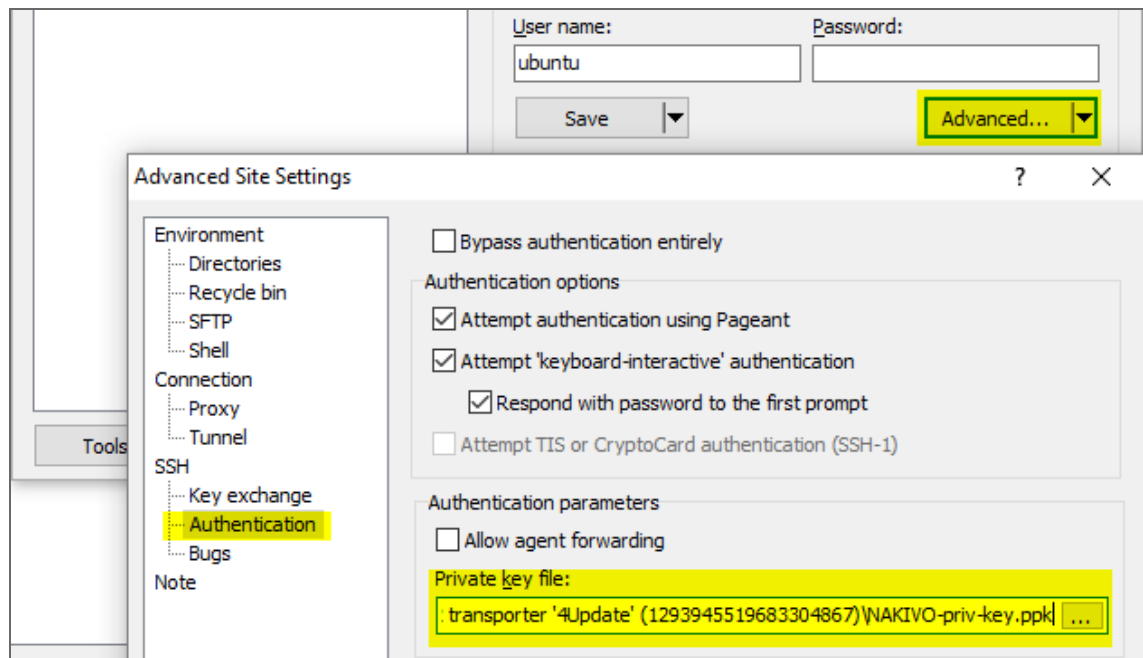 User name: Password:
ubuntu
Save Advanced...
Advanced Site Settings ?
Environment
Directories
Recycle bin
SFTP
Shell
Connection
Proxy
Tunnel
SSH
Key exchange
Authentication
Bugs
Note
Tools
Bypass authentication entirely
Authentication options
Attempt authentication using Pageant
Attempt 'keyboard-interactive' authentication
Respond with password to the first prompt
Attempt TIS or CryptoCard authentication (SSH-1)
Authentication parameters
Allow agent forwarding
Private key file:
: transporter '4Update' (1293945519683304867)\NAKIVO-priv-key.ppk ...